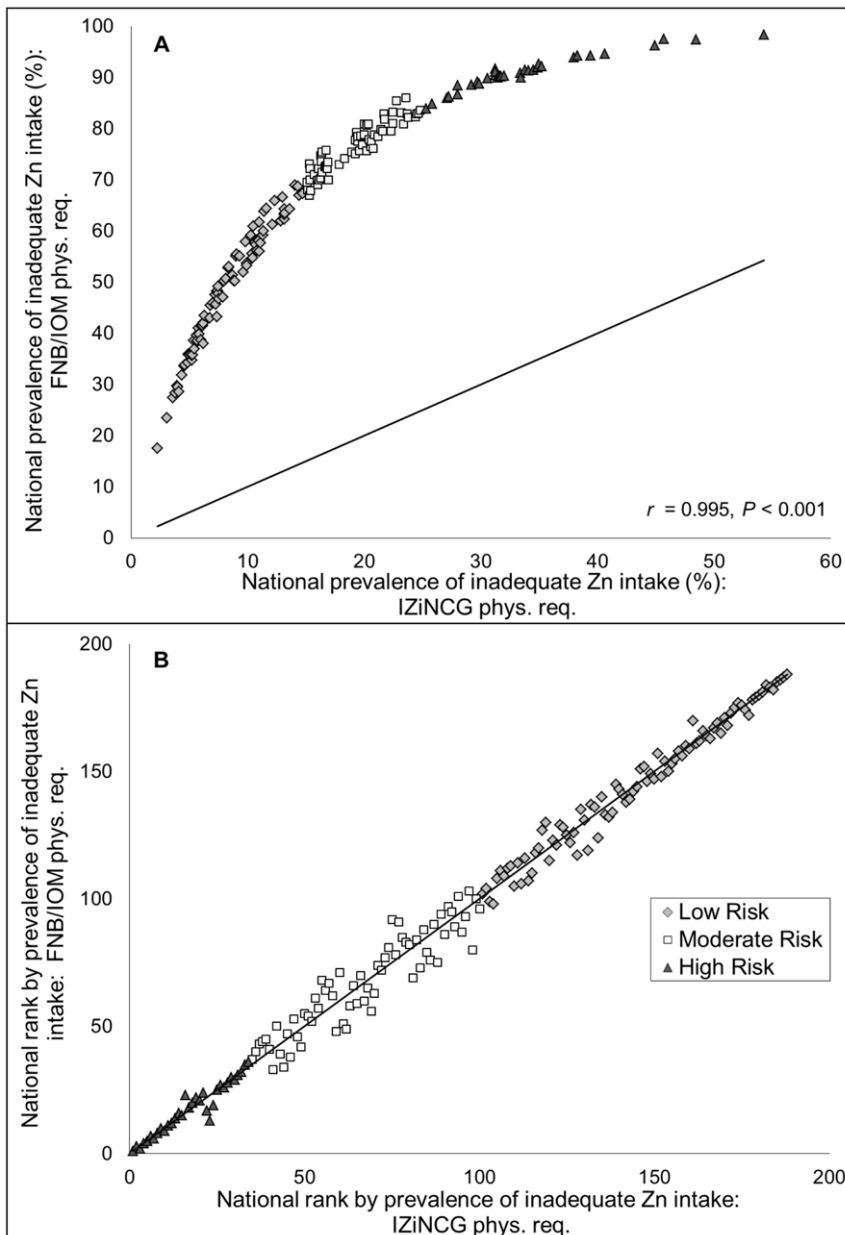 A
National prevalence of inadequate Zn intake (%):
FNB/IOM phys. req.
100
90
80
70
60
50
40
30
20
10
0
r = 0.995, P < 0.001
0 10 20 30 40 50 60
National prevalence of inadequate Zn intake (%):
IZiNCG phys. req.
B
National rank by prevalence of inadequate Zn
intake: FNB/IOM phys. req.
200
150
100
50
0
Low Risk
Moderate Risk
High Risk
0 50 100 150 200
National rank by prevalence of inadequate Zn intake:
IZiNCG phys. req.